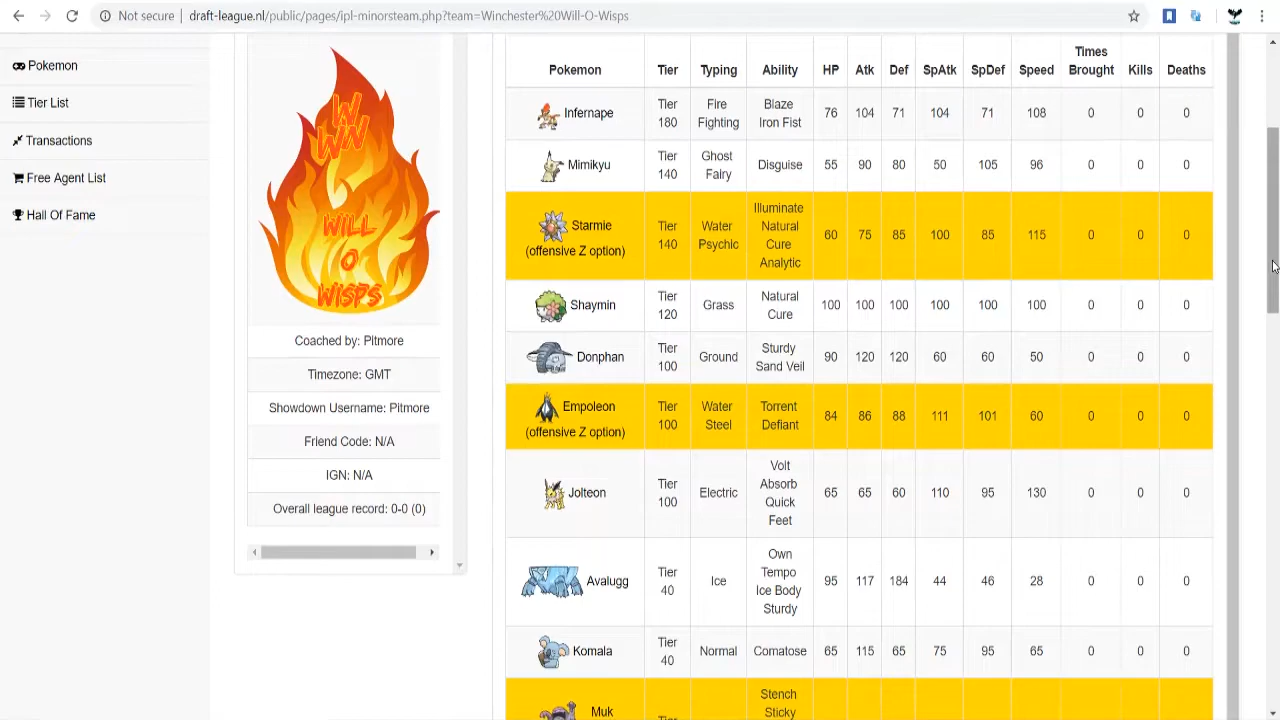 Not secure | draft-league.nl/public/pages/ipl-minorsteam.php?team=Winchester%20Will-O-Wisps
Pokemon
Tier List
Transactions
Free Agent List
Hall Of Fame
W
WW
WILL
O
WISPS
Coached by: Pitmore
Timezone: GMT
Showdown Username: Pitmore
Friend Code: N/A
IGN: N/A
Overall league record: 0-0 (0)
Pokemon Tier Typing Ability HP Atk Def SpAtk SpDef Speed Times Brought Kills Deaths
Infernape Tier 180 Fire Fighting Blaze Iron Fist 76 104 71 104 71 108 0 0 0
Mimikyu Tier 140 Ghost Fairy Disguise 55 90 80 50 105 96 0 0 0
Starmie (offensive Z option) Tier 140 Water Psychic Illuminate Natural Cure Analytic 60 75 85 100 85 115 0 0 0
Shaymin Tier 120 Grass Natural Cure 100 100 100 100 100 100 0 0 0
Donphan Tier 100 Ground Sturdy Sand Veil 90 120 120 60 60 50 0 0 0
Empoleon (offensive Z option) Tier 100 Water Steel Torrent Defiant 84 86 88 111 101 60 0 0 0
Jolteon Tier 100 Electric Volt Absorb Quick Feet 65 65 60 110 95 130 0 0 0
Avalugg Tier 40 Ice Own Tempo Ice Body Sturdy 95 117 184 44 46 28 0 0 0
Komala Tier 40 Normal Comatose 65 115 65 75 95 65 0 0 0
Muk Stench Sticky